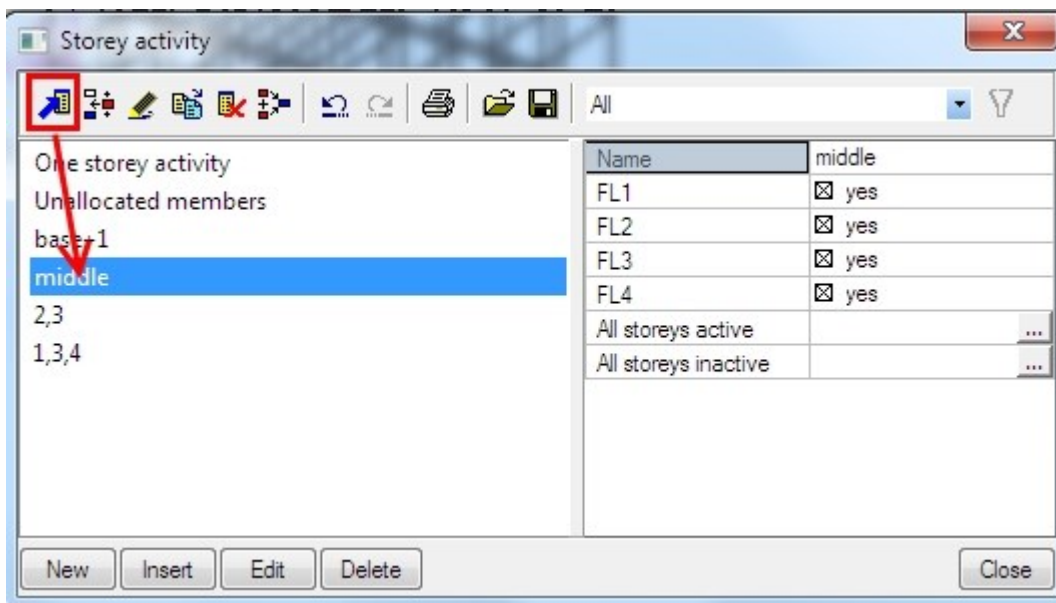 Storey activity
All
One storey activity
Unallocated members
base+1
middle
2,3
1,3,4
Name middle
FL1 yes
FL2 yes
FL3 yes
FL4 yes
All storeys active ...
All storeys inactive ...
New Insert Edit Delete Close